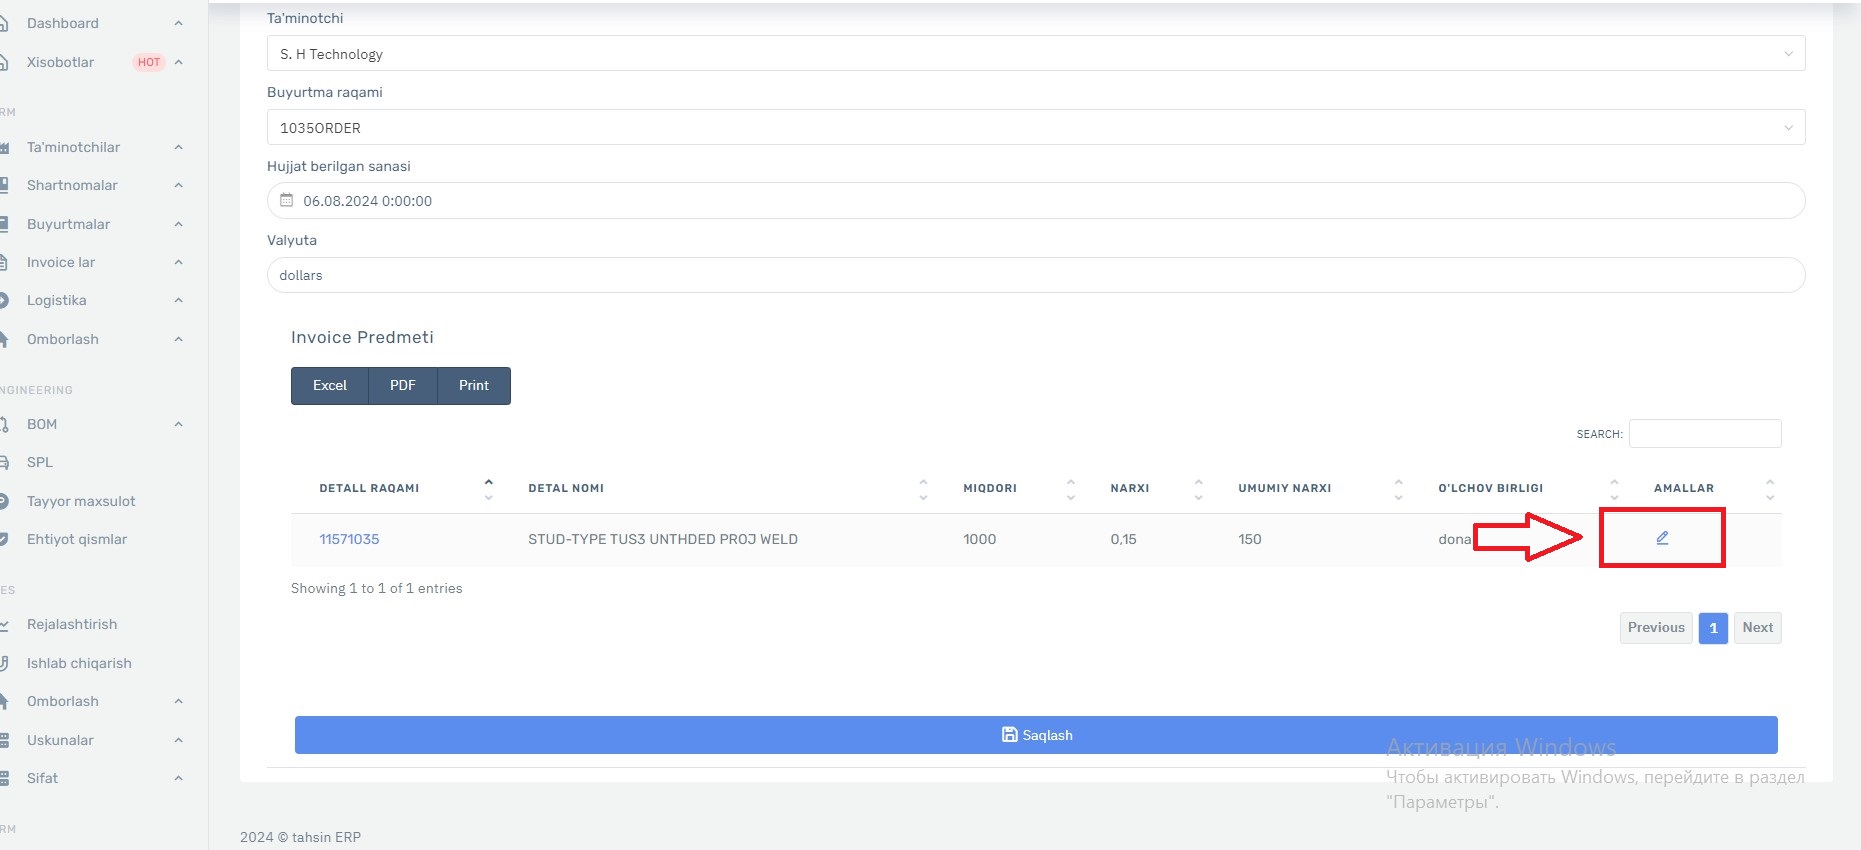 Dashboard
Xisobotlar HOT
RM
Ta'minotchilar
Shartnomalar
Buyurtmalar
Invoice lar
Logistika
Omborlash
NGINEERING
BOM
SPL
Tayyor maxsulot
Ehtiyot qismlar
ES
Rejalashtirish
Ishlab chiqarish
Omborlash
Uskunalar
Sifat
RM
Ta'minotchi
S. H Technology
Buyurtma raqami
1035ORDER
Hujjat berilgan sanasi
06.08.2024 0:00:00
Valyuta
dollars
Invoice Predmeti
Excel PDF Print
SEARCH:
DETALL RAQAMI DETAL NOMI MIQDORI NARXI UMUMIY NARXI O'LCHOV BIRLIGI AMALLAR
11571035 STUD-TYPE TUS3 UNTHDED PROJ WELD 1000 0,15 150 dona
Showing 1 to 1 of 1 entries
Previous 1 Next
Saqlash
Активация Windows
Чтобы активировать Windows, перейдите в раздел
"Параметры".
2024 © tahsin ERP